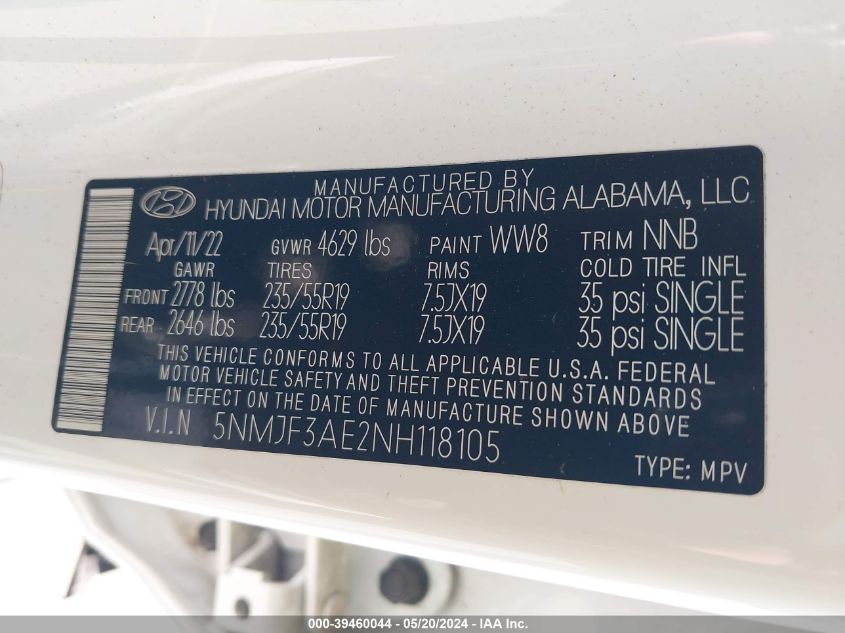 MANUFACTURED BY
HYUNDAI MOTOR MANUFACTURING ALABAMA, LLC
Apr/11/22 GVWR 4629 lbs PAINT WW8 TRIM NNB
GAWR TIRES RIMS COLD TIRE INFL
FRONT 2778 lbs 235/55R19 7.5JX19 35 psi SINGLE
REAR 2646 lbs 235/55R19 7.5JX19 35 psi SINGLE
THIS VEHICLE CONFORMS TO ALL APPLICABLE U.S.A. FEDERAL
MOTOR VEHICLE SAFETY AND THEFT PREVENTION STANDARDS
IN EFFECT ON THE DATE OF MANUFACTURE SHOWN ABOVE
V.I.N 5NMJF3AE2NH118105
TYPE: MPV
000-39460044 - 05/20/2024 - IAA Inc.